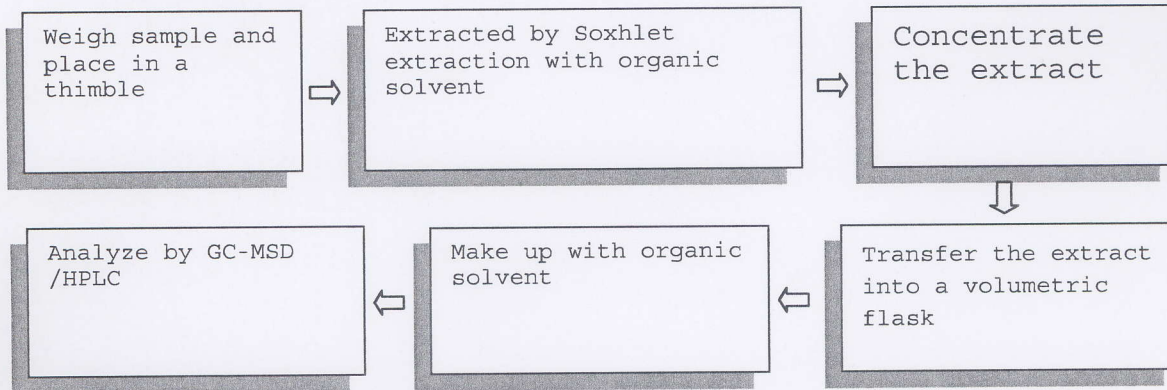 Weigh sample and
place in a
thimble
Extracted by Soxhlet
extraction with organic
solvent
Concentrate
the extract
Transfer the extract
into a volumetric
flask
Make up with organic
solvent
Analyze by GC-MSD
/HPLC